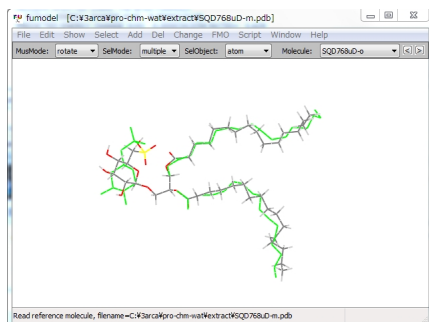 fumodel [C:¥3arca¥pro-chm-wat¥extract¥SQD768uD-m.pdb]
File Edit Show Select Add Del Change FMO Script Window Help
MusMode: rotate SelMode: multiple SelObject: atom Molecule: SQD768uD-o < >
Read reference molecule, filename=C:¥3arca¥pro-chm-wat¥extract¥SQD768uD-m.pdb